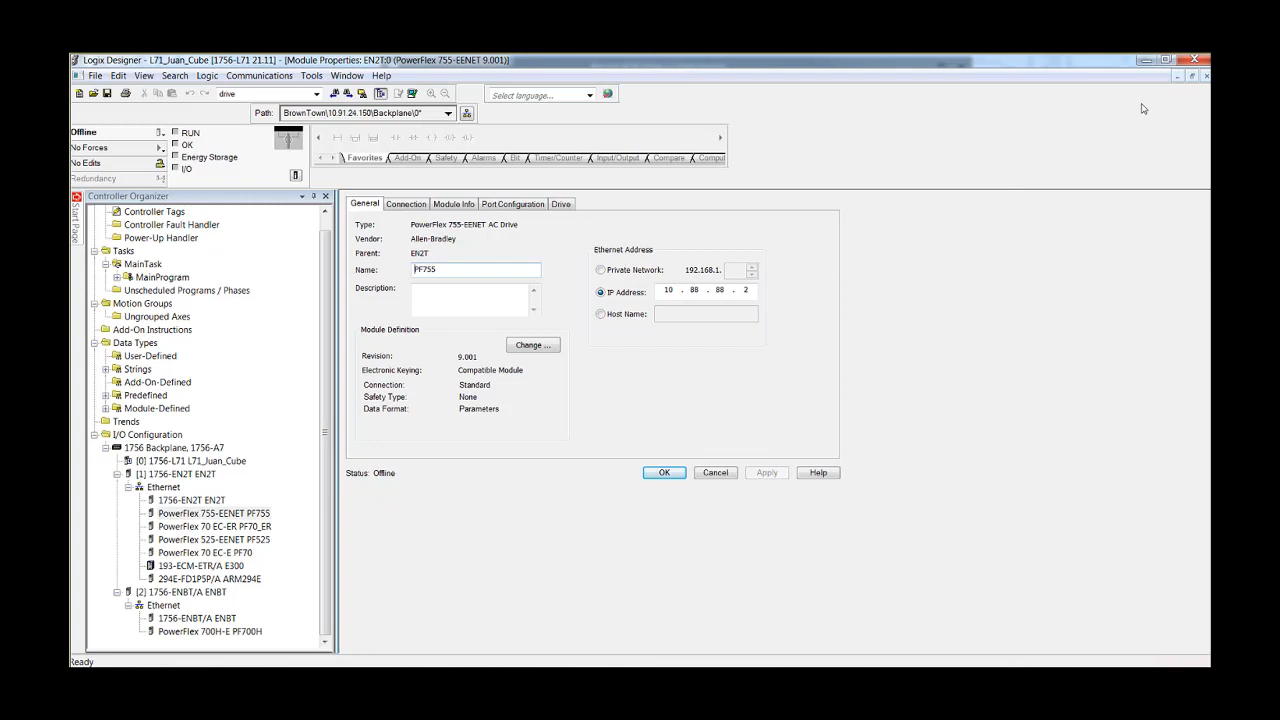 Logix Designer - L71_Juan_Cube [1756-L71 21.11] - [Module Properties: EN2T:0 (PowerFlex 755-EENET 9.001)]
File Edit View Search Logic Communications Tools Window Help
drive
Select language...
Path: BrownTown\10.91.24.150\Backplane\0*
Offline
RUN
No Forces
OK
No Edits
Energy Storage
Redundancy
I/O
Favorites Add-On Safety Alarms Bit Timer/Counter Input/Output Compare Comput
Start Page
Controller Organizer
Controller Tags
Controller Fault Handler
Power-Up Handler
Tasks
MainTask
MainProgram
Unscheduled Programs / Phases
Motion Groups
Ungrouped Axes
Add-On Instructions
Data Types
User-Defined
Strings
Add-On-Defined
Predefined
Module-Defined
Trends
I/O Configuration
1756 Backplane, 1756-A7
[0] 1756-L71 L71_Juan_Cube
[1] 1756-EN2T EN2T
Ethernet
1756-EN2T EN2T
PowerFlex 755-EENET PF755
PowerFlex 70 EC-ER PF70_ER
PowerFlex 525-EENET PF525
PowerFlex 70 EC-E PF70
193-ECM-ETR/A E300
294E-FD1P5P/A ARM294E
[2] 1756-ENBT/A ENBT
Ethernet
1756-ENBT/A ENBT
PowerFlex 700H-E PF700H
General Connection Module Info Port Configuration Drive
Type: PowerFlex 755-EENET AC Drive
Vendor: Allen-Bradley
Parent: EN2T
Name: PF755
Description:
Module Definition
Change ...
Revision: 9.001
Electronic Keying: Compatible Module
Connection: Standard
Safety Type: None
Data Format: Parameters
Ethernet Address
Private Network: 192.168.1.
IP Address: 10 . 88 . 88 . 2
Host Name:
Status: Offline
OK Cancel Apply Help
Ready